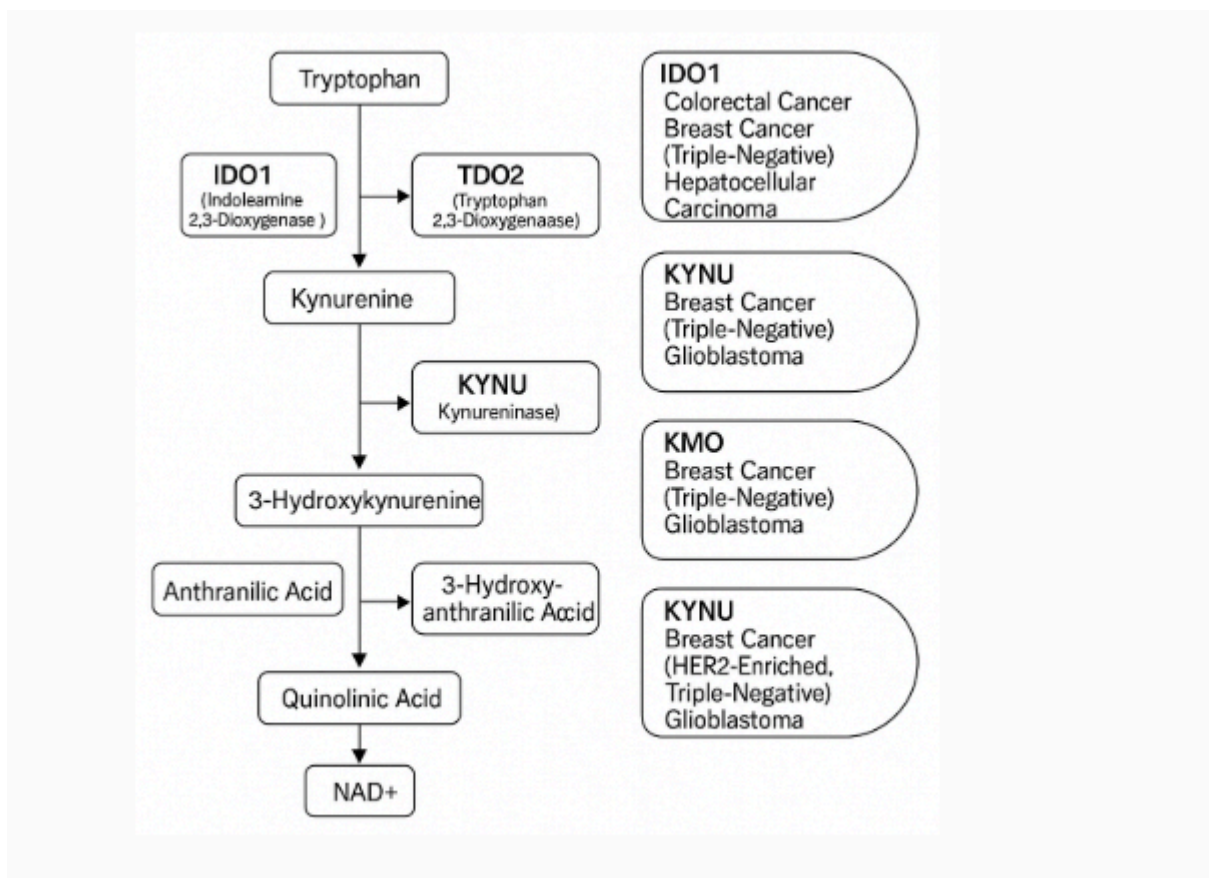 Tryptophan
IDO1
(Indoleamine
2,3-Dioxygenase )
TDO2
(Tryptophan
2,3-Dioxygenaase)
Kynurenine
KYNU
Kynureninase)
3-Hydroxykynurenine
Anthranilic Acid
3-Hydroxy-
anthranilic Acid
Quinolinic Acid
NAD+
IDO1
Colorectal Cancer
Breast Cancer
(Triple-Negative)
Hepatocellular
Carcinoma
KYNU
Breast Cancer
(Triple-Negative)
Glioblastoma
KMO
Breast Cancer
(Triple-Negative)
Glioblastoma
KYNU
Breast Cancer
(HER2-Enriched,
Triple-Negative)
Glioblastoma